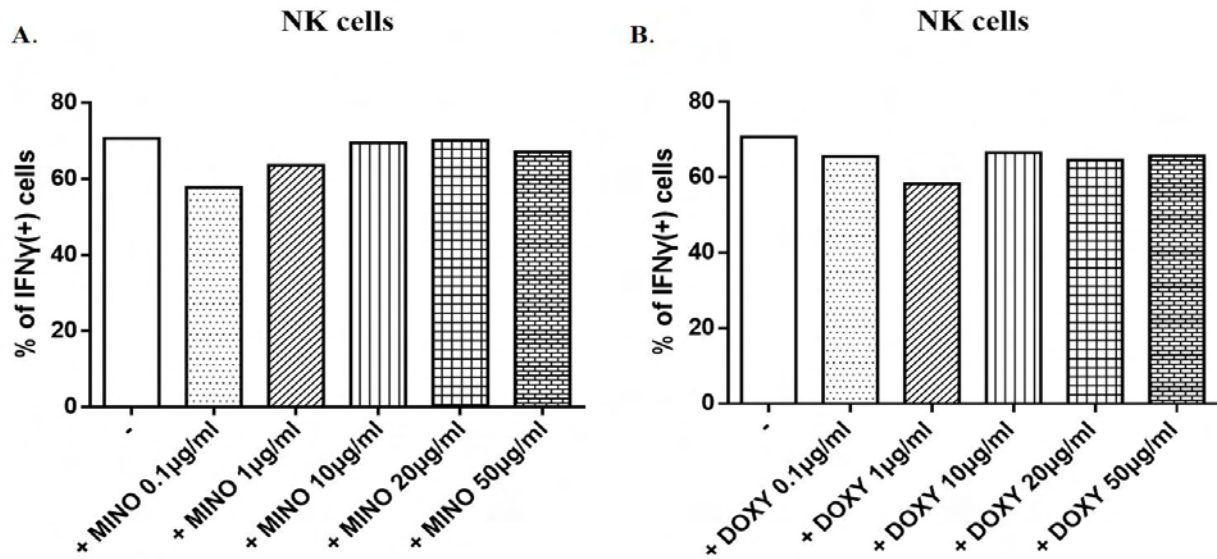 A.
NK cells
% of IFNγ(+) cells
80
60
40
20
0
-
+ MINO 0.1µg/ml
+ MINO 1µg/ml
+ MINO 10µg/ml
+ MINO 20µg/ml
+ MINO 50µg/ml
B.
NK cells
% of IFNγ(+) cells
80
60
40
20
0
-
+ DOXY 0.1µg/ml
+ DOXY 1µg/ml
+ DOXY 10µg/ml
+ DOXY 20µg/ml
+ DOXY 50µg/ml